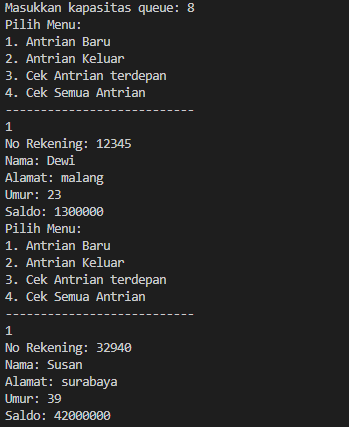 Masukkan kapasitas queue: 8
Pilih Menu:
1. Antrian Baru
2. Antrian Keluar
3. Cek Antrian terdepan
4. Cek Semua Antrian
---------------------------
1
No Rekening: 12345
Nama: Dewi
Alamat: malang
Umur: 23
Saldo: 1300000
Pilih Menu:
1. Antrian Baru
2. Antrian Keluar
3. Cek Antrian terdepan
4. Cek Semua Antrian
---------------------------
1
No Rekening: 32940
Nama: Susan
Alamat: surabaya
Umur: 39
Saldo: 42000000